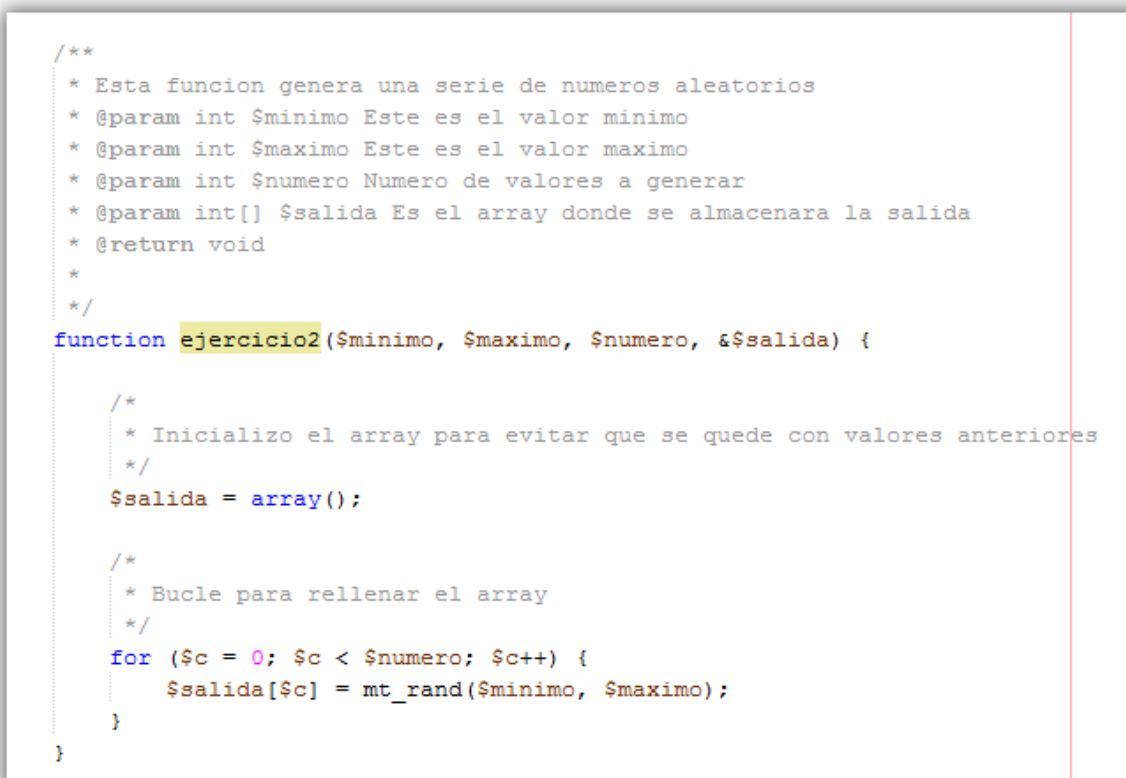 /**
* Esta funcion genera una serie de numeros aleatorios
* @param int $minimo Este es el valor minimo
* @param int $maximo Este es el valor maximo
* @param int $numero Numero de valores a generar
* @param int[] $salida Es el array donde se almacenara la salida
* @return void
*
*/
function ejercicio2($minimo, $maximo, $numero, &$salida) {
/*
* Inicializo el array para evitar que se quede con valores anteriores
*/
$salida = array();
/*
* Bucle para rellenar el array
*/
for ($c = 0; $c < $numero; $c++) {
$salida[$c] = mt_rand($minimo, $maximo);
}
}